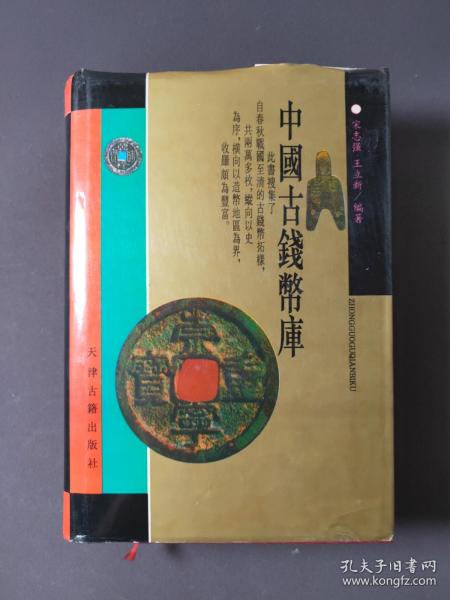 宋志强 王立新 / 编著
中國古錢幣庫
ZHONGGUOGUQIANBIKU
此書搜集了
自春秋戰國至清的古錢幣拓樣，
共兩萬多枚，縱向以史
為序，橫向以造幣地區為界，
收羅頗為豐富。
崇寧重寶
天津古籍出版社
孔夫子旧书网
www.kongfz.com